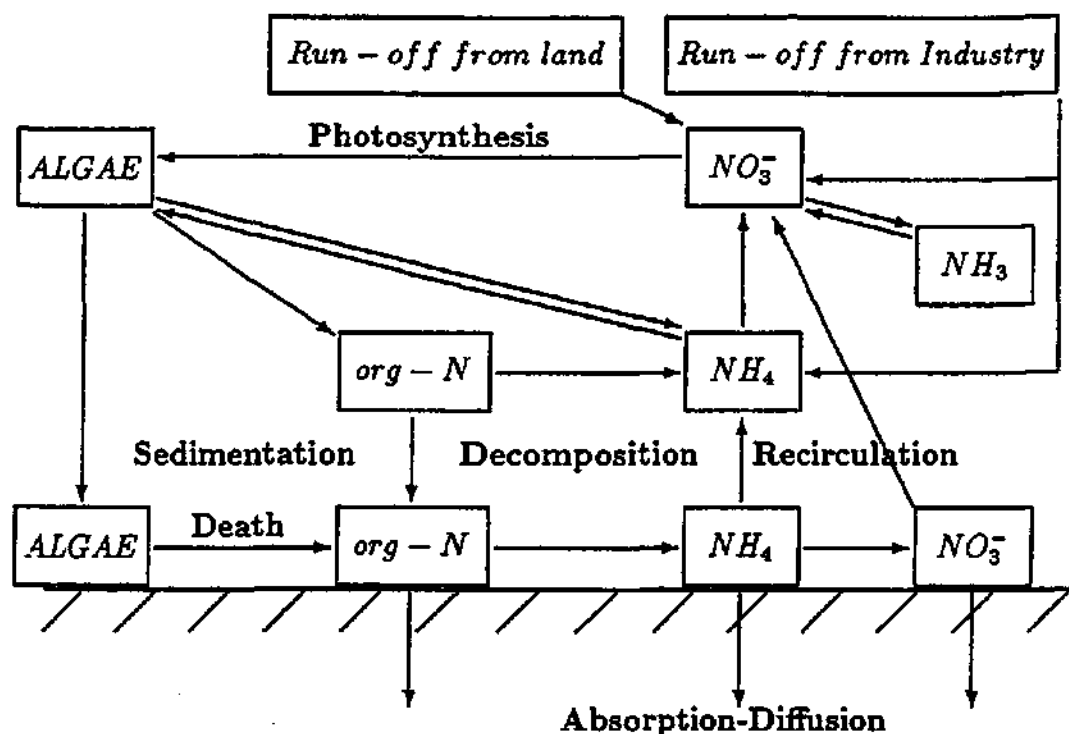 Run – off from land
Run – off from Industry
Photosynthesis
ALGAE
NO₃⁻
NH₃
org – N
NH₄
Sedimentation
Decomposition
Recirculation
ALGAE
Death
org – N
NH₄
NO₃⁻
Absorption-Diffusion